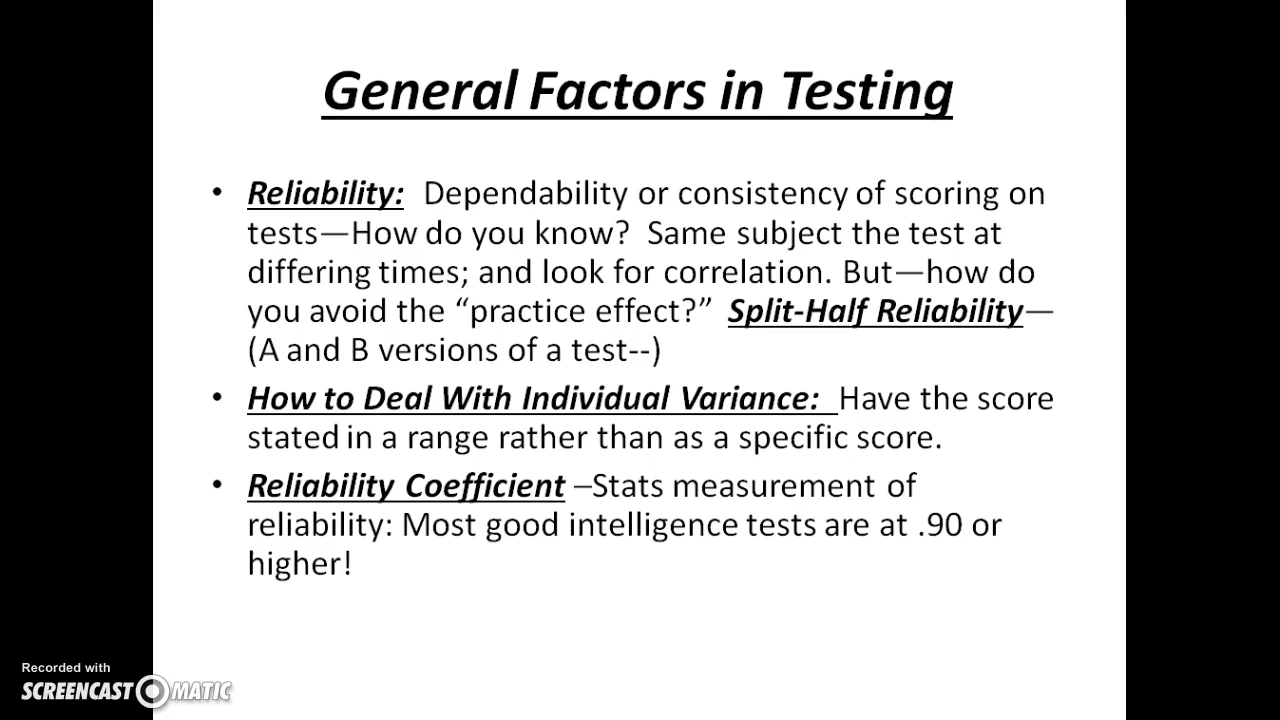 General Factors in Testing
• Reliability: Dependability or consistency of scoring on
tests—How do you know? Same subject the test at
differing times; and look for correlation. But—how do
you avoid the “practice effect?” Split-Half Reliability—
(A and B versions of a test--)
• How to Deal With Individual Variance: Have the score
stated in a range rather than as a specific score.
• Reliability Coefficient –Stats measurement of
reliability: Most good intelligence tests are at .90 or
higher!
Recorded with
SCREENCAST MATIC